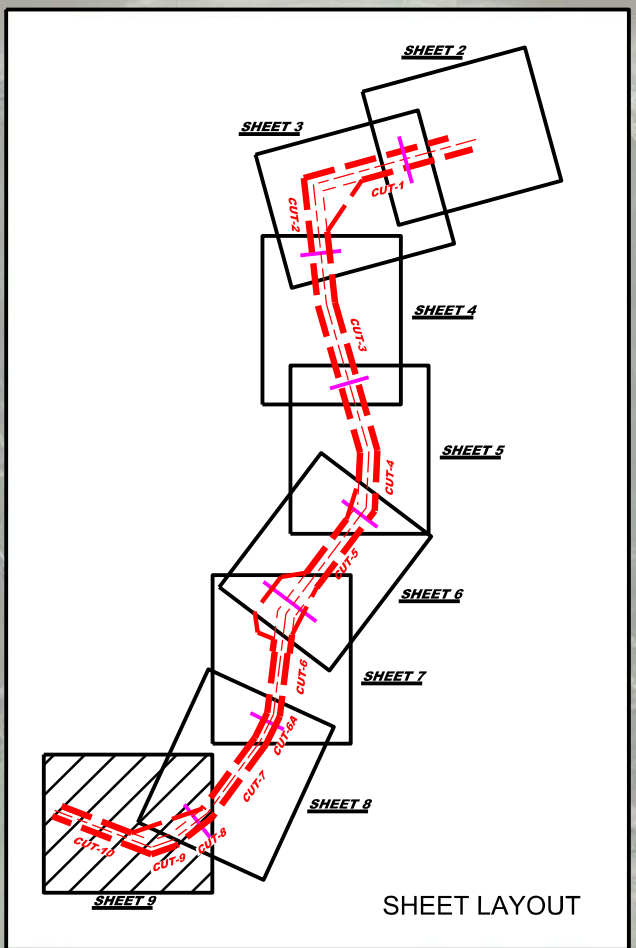 SHEET 2
SHEET 3
CUT-1
CUT-2
SHEET 4
CUT-3
SHEET 5
CUT-4
CUT-5
SHEET 6
CUT-6
SHEET 7
CUT-6A
CUT-7
SHEET 8
CUT-8
CUT-10
CUT-9
SHEET 9
SHEET LAYOUT